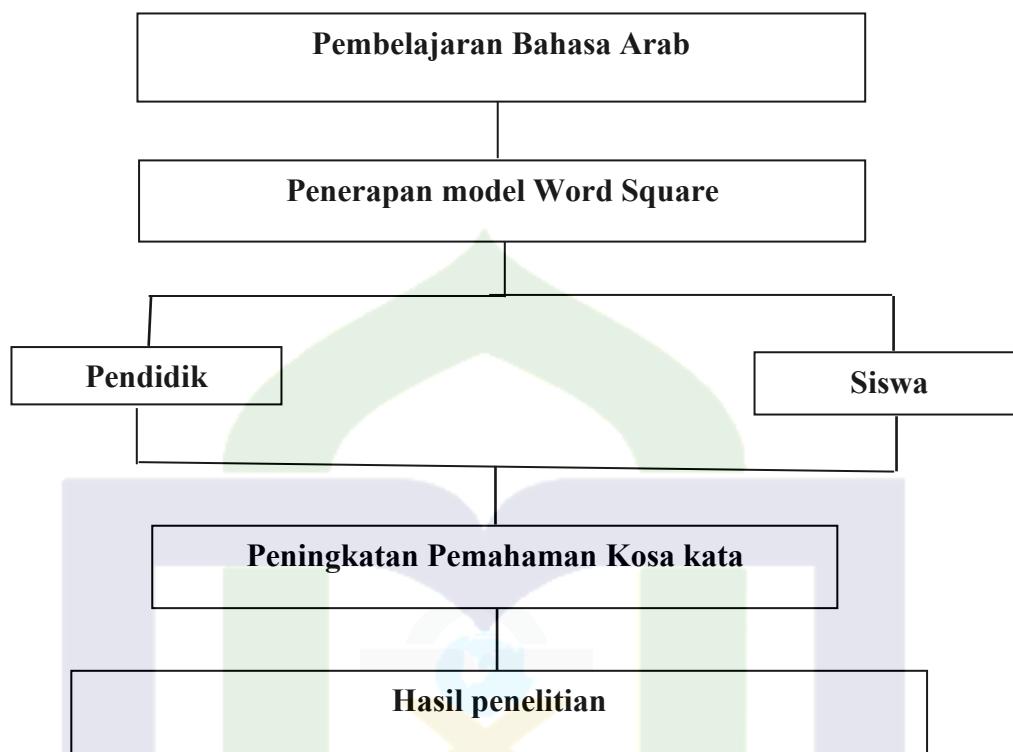 Pembelajaran Bahasa Arab
Penerapan model Word Square
Pendidik
Siswa
Peningkatan Pemahaman Kosa kata
Hasil penelitian